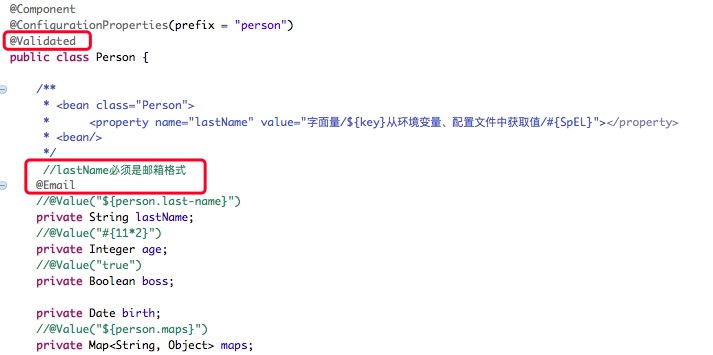 @Component
@ConfigurationProperties(prefix = "person")
@Validated
public class Person {
/**
* <bean class="Person">
* <property name="lastName" value="字面量/${key}从环境变量、配置文件中获取值/#{SpEL}"></property>
* <bean/>
*/
//lastName必须是邮箱格式
@Email
//@Value("${person.last-name}")
private String lastName;
//@Value("#{11*2}")
private Integer age;
//@Value("true")
private Boolean boss;
private Date birth;
//@Value("${person.maps}")
private Map<String, Object> maps;